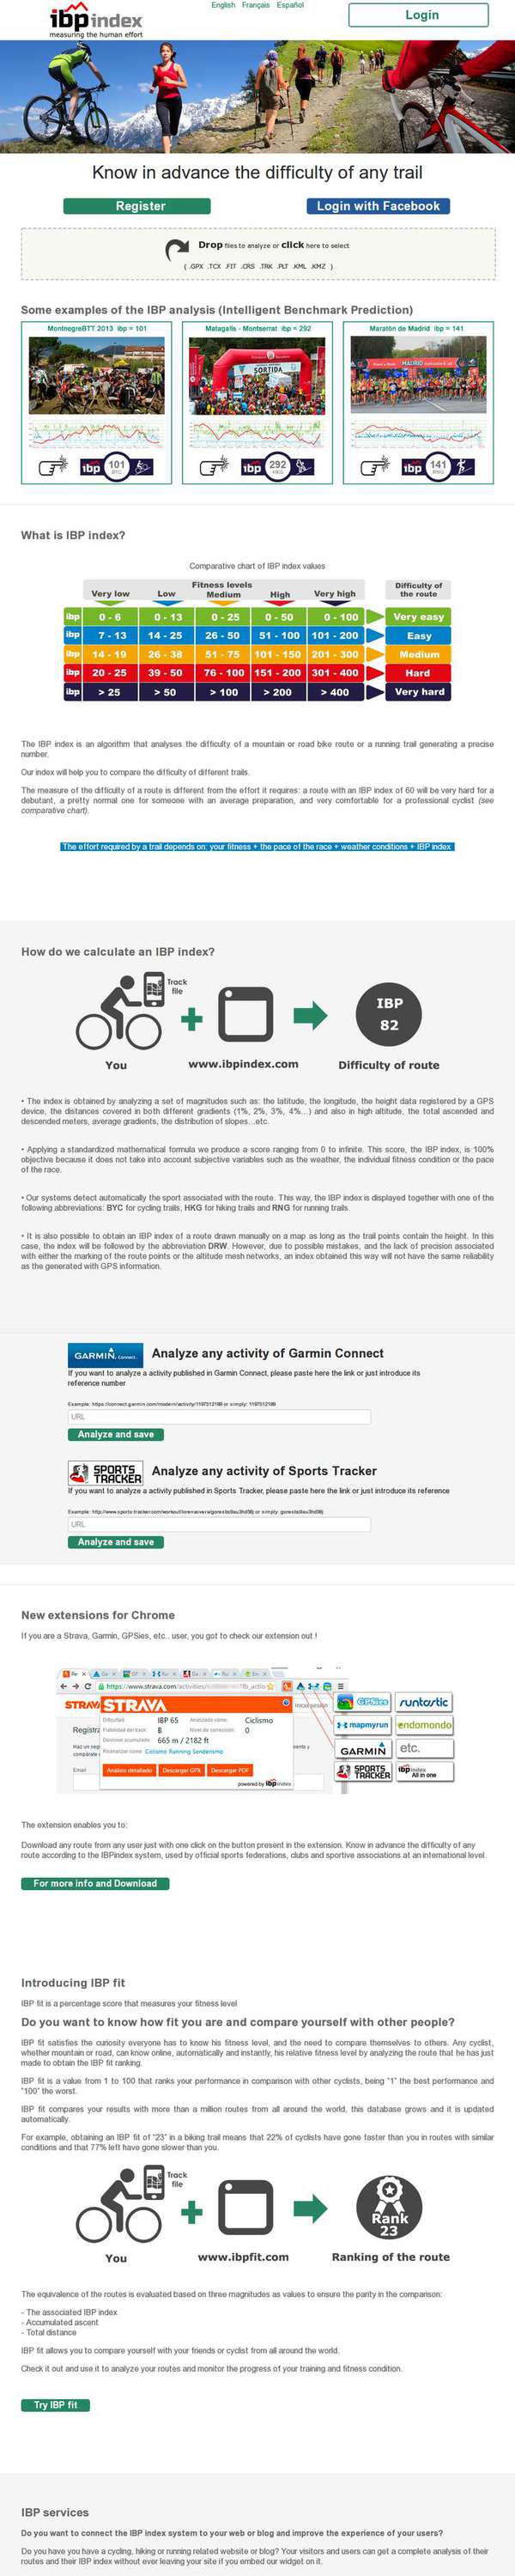 English Français Español
Login
ibpindex
measuring the human effort
Know in advance the difficulty of any trail
Register
Login with Facebook
Drop files to analyze or click here to select
( .GPX .TCX .FIT .CRS .TRK .PLT .KML .KMZ )
Some examples of the IBP analysis (Intelligent Benchmark Prediction)
MontnegreBTT 2013 ibp = 101
Matagalls - Montserrat ibp = 292
Maratón de Madrid ibp = 141
SORTIDA
MADRID
ibp 101 BYC
ibp 292 HKG
ibp 141 RNG
What is IBP index?
Comparative chart of IBP index values
Fitness levels
Very low Low Medium High Very high
Difficulty of
the route
ibp 0 - 6 0 - 13 0 - 25 0 - 50 0 - 100 Very easy
ibp 7 - 13 14 - 25 26 - 50 51 - 100 101 - 200 Easy
ibp 14 - 19 26 - 38 51 - 75 101 - 150 201 - 300 Medium
ibp 20 - 25 39 - 50 76 - 100 151 - 200 301 - 400 Hard
ibp > 25 > 50 > 100 > 200 > 400 Very hard
The IBP index is an algorithm that analyses the difficulty of a mountain or road bike route or a running trail generating a precise
number.
Our index will help you to compare the difficulty of different trails.
The measure of the difficulty of a route is different from the effort it requires: a route with an IBP index of 60 will be very hard for a
debutant, a pretty normal one for someone with an average preparation, and very comfortable for a professional cyclist (see
comparative chart).
The effort required by a trail depends on: your fitness + the pace of the race + weather conditions + IBP index
How do we calculate an IBP index?
Track
file
IBP
82
You
www.ibpindex.com
Difficulty of route
• The index is obtained by analyzing a set of magnitudes such as: the latitude, the longitude, the height data registered by a GPS
device, the distances covered in both different gradients (1%, 2%, 3%, 4%...) and also in high altitude, the total ascended and
descended meters, average gradients, the distribution of slopes...etc.
• Applying a standardized mathematical formula we produce a score ranging from 0 to infinite. This score, the IBP index, is 100%
objective because it does not take into account subjective variables such as the weather, the individual fitness condition or the pace
of the race.
• Our systems detect automatically the sport associated with the route. This way, the IBP index is displayed together with one of the
following abbreviations: BYC for cycling trails, HKG for hiking trails and RNG for running trails.
• It is also possible to obtain an IBP index of a route drawn manually on a map as long as the trail points contain the height. In this
case, the index will be followed by the abbreviation DRW. However, due to possible mistakes, and the lack of precision associated
with either the marking of the route points or the altitude mesh networks, an index obtained this way will not have the same reliability
as the generated with GPS information.
GARMIN. connect.
Analyze any activity of Garmin Connect
If you want to analyze a activity published in Garmin Connect, please paste here the link or just introduce its
reference number
Example: https://connect.garmin.com/modern/activity/1197512189 or simply: 1197512189
URL
Analyze and save
SPORTS
TRACKER
Analyze any activity of Sports Tracker
If you want to analyze a activity published in Sports Tracker, please paste here the link or just introduce its reference
URL
Analyze and save
New extensions for Chrome
If you are a Strava, Garmin, GPSies, etc.. user, you got to check our extension out !
https://www.strava.com/activities/
STRAVA
STRAVA
Dificultad IBP 65 Analizado como: Ciclismo
Fiabilidad del track: B Nivel de corrección: 0
Desnivel acumulado 665 m / 2182 ft
Reanalizar como Ciclismo Running Senderismo
Análisis detallado Descargar GPX Descargar PDF
powered by ibpindex
Registra
Email
GPSies runtastic
mapmyrun endomondo
GARMIN etc.
SPORTS
TRACKER
ibpindex
All in one
The extension enables you to:
Download any route from any user just with one click on the button present in the extension. Know in advance the difficulty of any
route according to the IBPindex system, used by official sports federations, clubs and sportive associations at an international level.
For more info and Download
Introducing IBP fit
IBP fit is a percentage score that measures your fitness level
Do you want to know how fit you are and compare yourself with other people?
IBP fit satisfies the curiosity everyone has to know his fitness level, and the need to compare themselves to others. Any cyclist,
whether mountain or road, can know online, automatically and instantly, his relative fitness level by analyzing the route that he has just
made to obtain the IBP fit ranking.
IBP fit is a value from 1 to 100 that ranks your performance in comparison with other cyclists, being "1" the best performance and
"100" the worst.
IBP fit compares your results with more than a million routes from all around the world, this database grows and it is updated
automatically.
For example, obtaining an IBP fit of "23" in a biking trail means that 22% of cyclists have gone faster than you in routes with similar
conditions and that 77% left have gone slower than you.
Track
file
Rank
23
You
www.ibpfit.com
Ranking of the route
The equivalence of the routes is evaluated based on three magnitudes as values to ensure the parity in the comparison:
- The associated IBP index
- Accumulated ascent
- Total distance
IBP fit allows you to compare yourself with your friends or cyclist from all around the world.
Check it out and use it to analyze your routes and monitor the progress of your training and fitness condition.
Try IBP fit
IBP services
Do you want to connect the IBP index system to your web or blog and improve the experience of your users?
Do you have you have a cycling, hiking or running related website or blog? Your visitors and users can get a complete analysis of their
routes and their IBP index without ever leaving your site if you embed our widget on it.